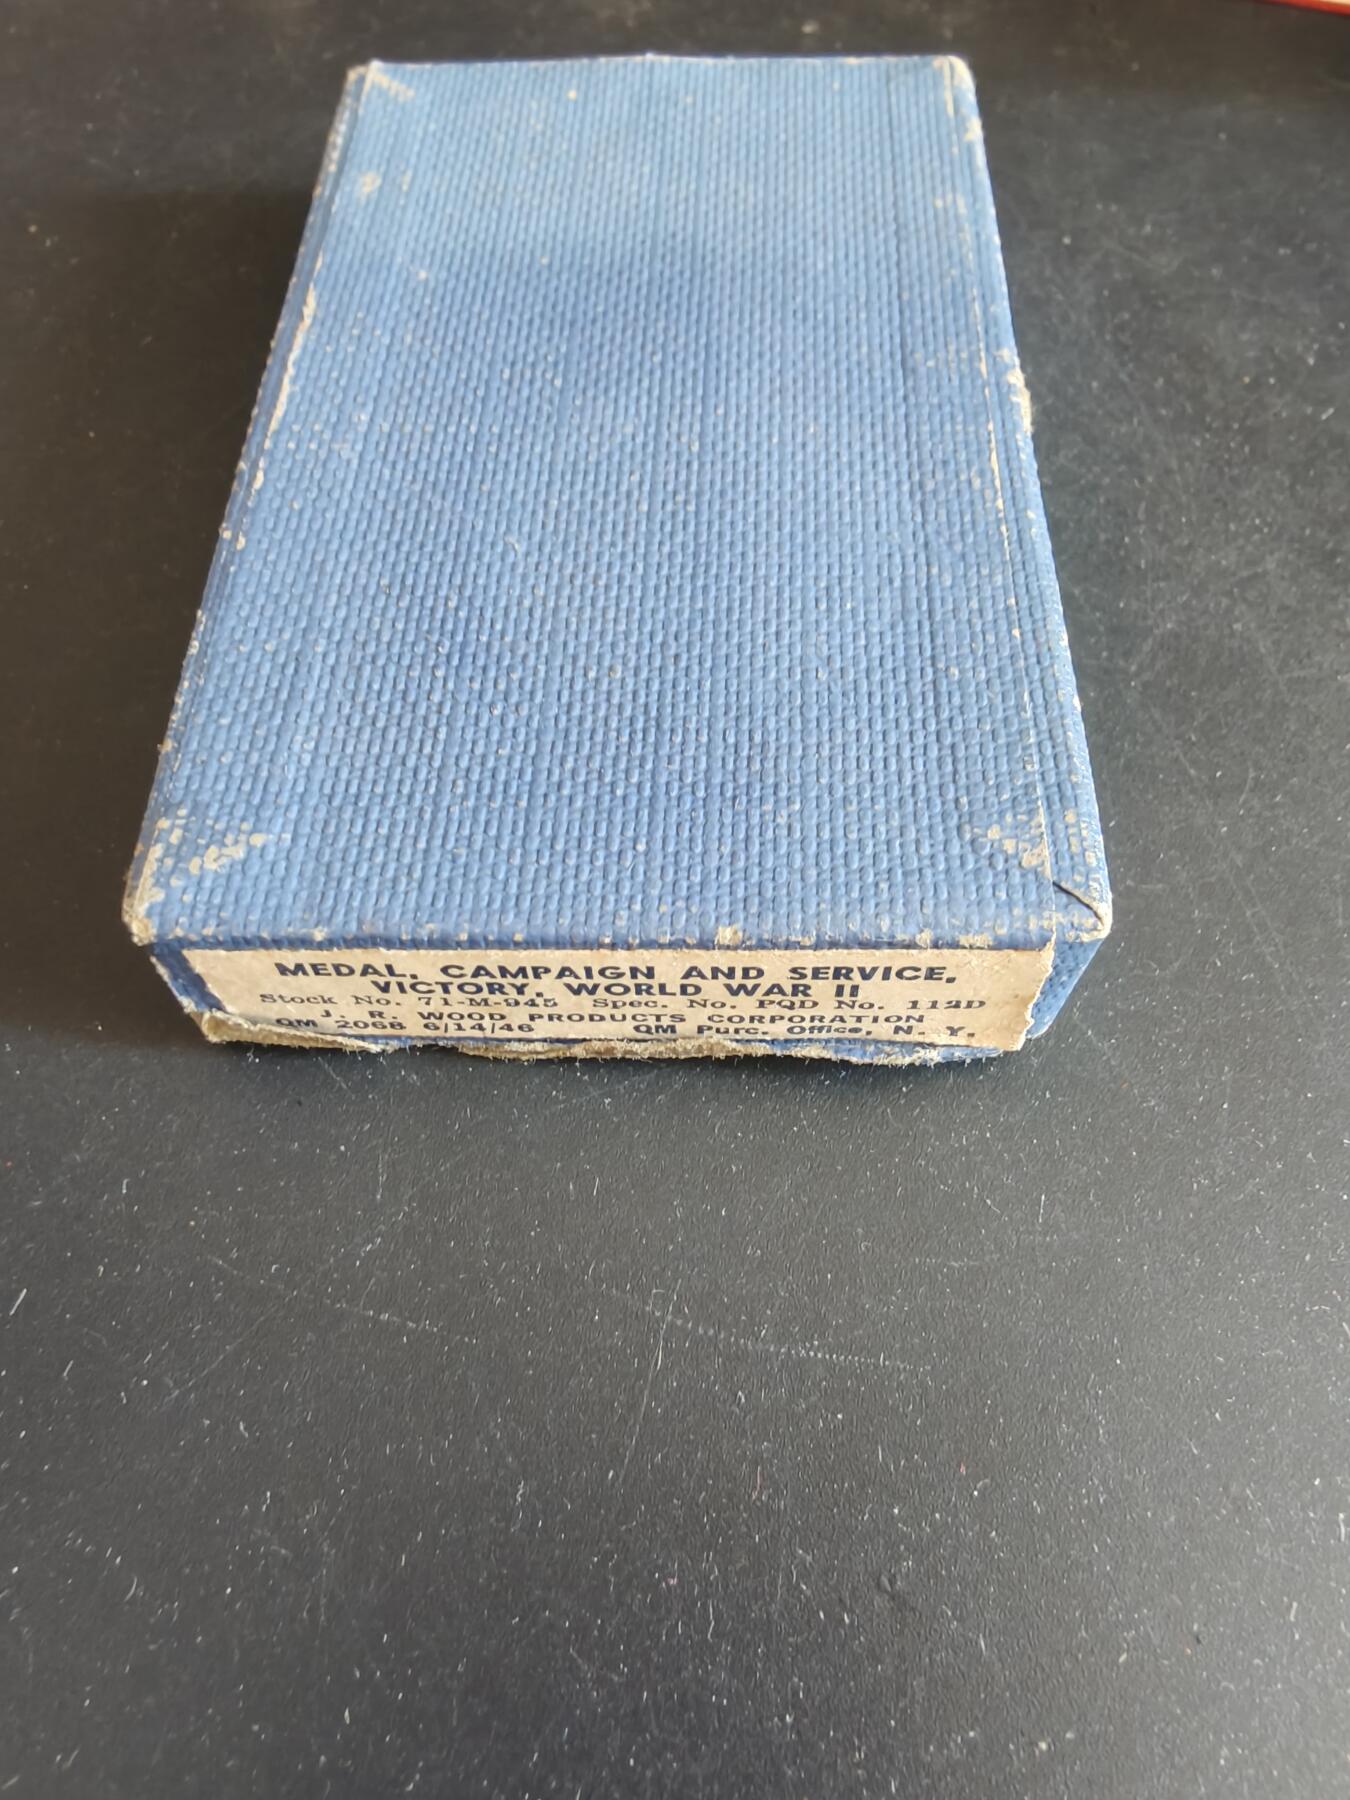 MEDAL, CAMPAIGN AND SERVICE,
VICTORY, WORLD WAR II
Stock No. 71-M-945 Spec. No. PQD No. 112D
J. R. WOOD PRODUCTS CORPORATION
QM 2068 6/14/46 QM Purc. Office, N. Y.